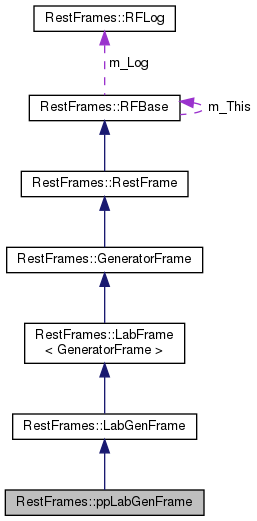 RestFrames::RFLog
m_Log
RestFrames::RFBase
m_This
RestFrames::RestFrame
RestFrames::GeneratorFrame
RestFrames::LabFrame
< GeneratorFrame >
RestFrames::LabGenFrame
RestFrames::ppLabGenFrame